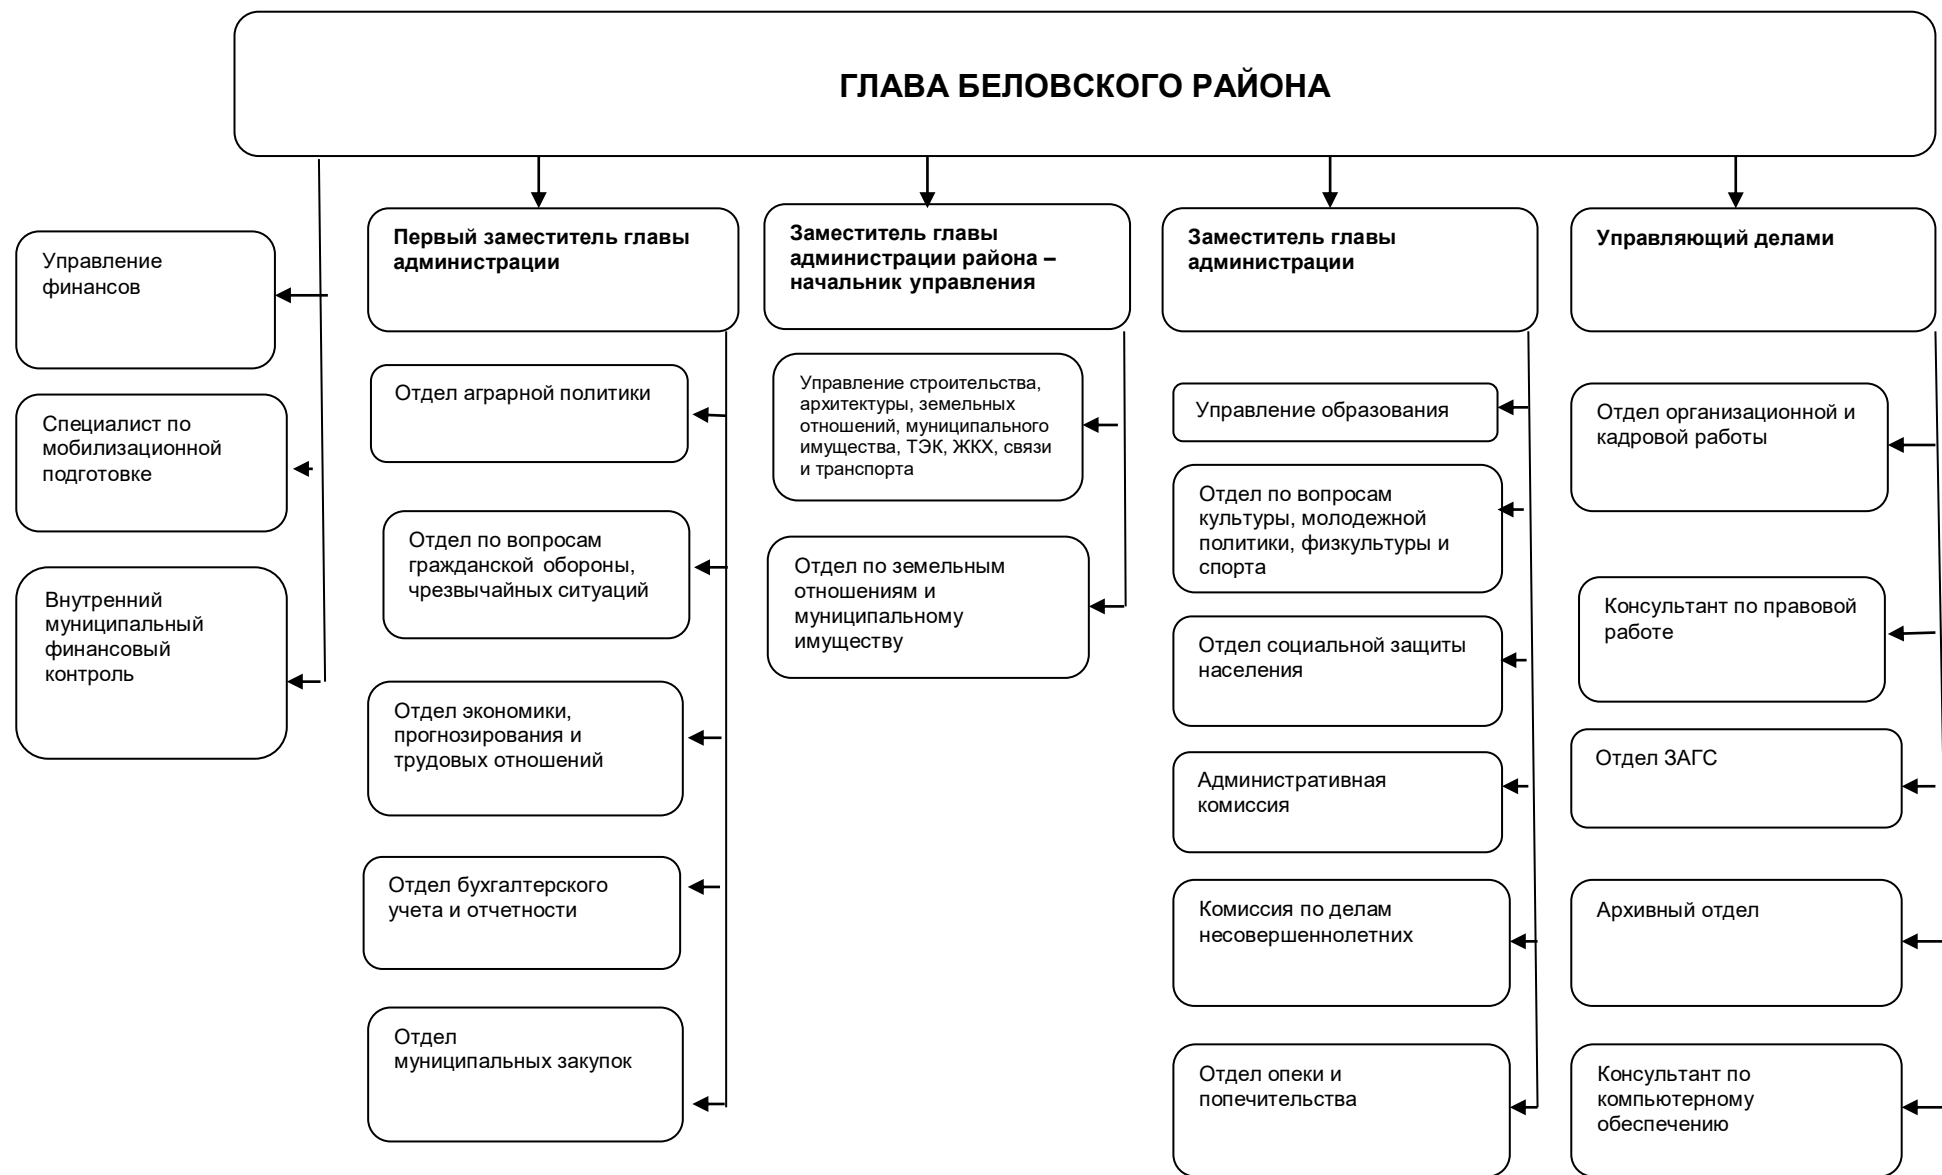 ГЛАВА БЕЛОВСКОГО РАЙОНА
Управление
финансов
Специалист по
мобилизационной
подготовке
Внутренний
муниципальный
финансовый
контроль
Первый заместитель главы
администрации
Отдел аграрной политики
Отдел по вопросам
гражданской обороны,
чрезвычайных ситуаций
Отдел экономики,
прогнозирования и
трудовых отношений
Отдел бухгалтерского
учета и отчетности
Отдел
муниципальных закупок
Заместитель главы
администрации района –
начальник управления
Управление строительства,
архитектуры, земельных
отношений, муниципального
имущества, ТЭК, ЖКХ, связи
и транспорта
Отдел по земельным
отношениям и
муниципальному
имуществу
Заместитель главы
администрации
Управление образования
Отдел по вопросам
культуры, молодежной
политики, физкультуры и
спорта
Отдел социальной защиты
населения
Административная
комиссия
Комиссия по делам
несовершеннолетних
Отдел опеки и
попечительства
Управляющий делами
Отдел организационной и
кадровой работы
Консультант по правовой
работе
Отдел ЗАГС
Архивный отдел
Консультант по
компьютерному
обеспечению